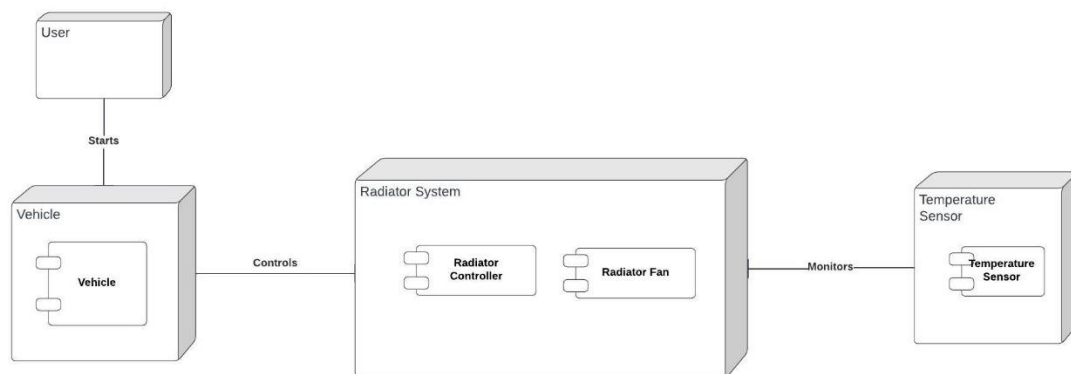 User
Starts
Vehicle
Vehicle
Controls
Radiator System
Radiator
Controller
Radiator Fan
Monitors
Temperature
Sensor
Temperature
Sensor